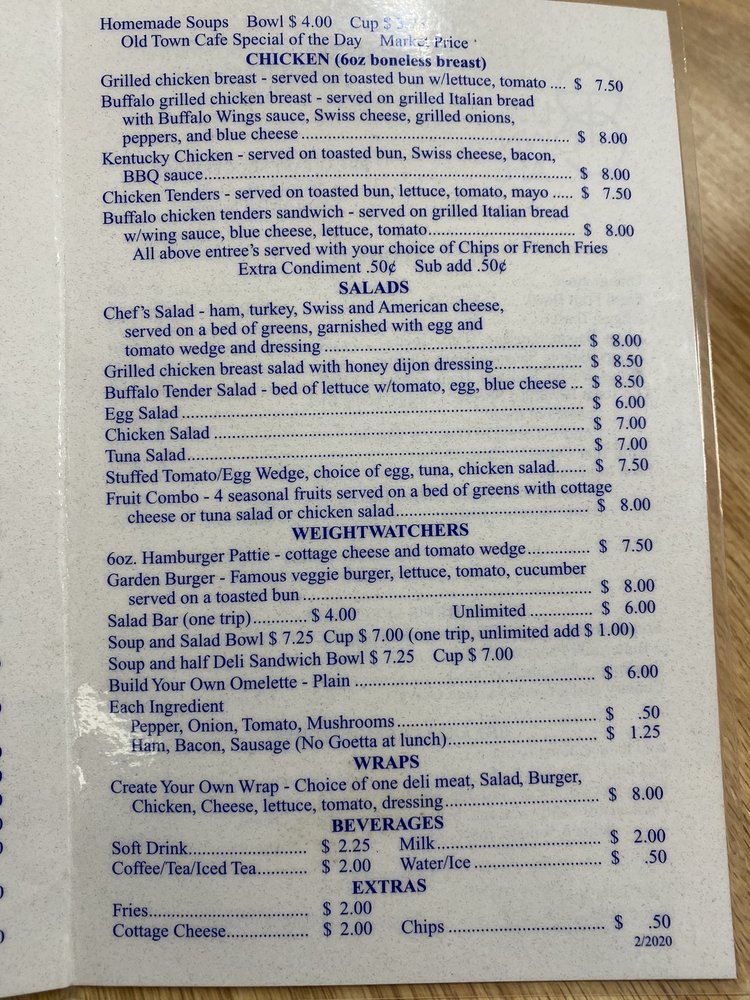 Homemade Soups Bowl $ 4.00 Cup $
Old Town Cafe Special of the Day Market Price
CHICKEN (6oz boneless breast)
Grilled chicken breast - served on toasted bun w/lettuce, tomato .... $ 7.50
Buffalo grilled chicken breast - served on grilled Italian bread
with Buffalo Wings sauce, Swiss cheese, grilled onions,
peppers, and blue cheese ............................................................ $ 8.00
Kentucky Chicken - served on toasted bun, Swiss cheese, bacon,
BBQ sauce.................................................................................. $ 8.00
Chicken Tenders - served on toasted bun, lettuce, tomato, mayo ..... $ 7.50
Buffalo chicken tenders sandwich - served on grilled Italian bread
w/wing sauce, blue cheese, lettuce, tomato................................. $ 8.00
All above entree's served with your choice of Chips or French Fries
Extra Condiment .50¢ Sub add .50¢
SALADS
Chef's Salad - ham, turkey, Swiss and American cheese,
served on a bed of greens, garnished with egg and
tomato wedge and dressing ......................................................... $ 8.00
Grilled chicken breast salad with honey dijon dressing................... $ 8.50
Buffalo Tender Salad - bed of lettuce w/tomato, egg, blue cheese ... $ 8.50
Egg Salad ........................................................................................ $ 6.00
Chicken Salad ................................................................................. $ 7.00
Tuna Salad....................................................................................... $ 7.00
Stuffed Tomato/Egg Wedge, choice of egg, tuna, chicken salad....... $ 7.50
Fruit Combo - 4 seasonal fruits served on a bed of greens with cottage
cheese or tuna salad or chicken salad............................................ $ 8.00
WEIGHTWATCHERS
6oz. Hamburger Pattie - cottage cheese and tomato wedge............. $ 7.50
Garden Burger - Famous veggie burger, lettuce, tomato, cucumber
served on a toasted bun ................................................................ $ 8.00
Salad Bar (one trip)............ $ 4.00 Unlimited ............. $ 6.00
Soup and Salad Bowl $ 7.25 Cup $ 7.00 (one trip, unlimited add $ 1.00)
Soup and half Deli Sandwich Bowl $ 7.25 Cup $ 7.00
Build Your Own Omelette - Plain ..................................................... $ 6.00
Each Ingredient
Pepper, Onion, Tomato, Mushrooms............................................ $ .50
Ham, Bacon, Sausage (No Goetta at lunch).................................. $ 1.25
WRAPS
Create Your Own Wrap - Choice of one deli meat, Salad, Burger,
Chicken, Cheese, lettuce, tomato, dressing................................... $ 8.00
BEVERAGES
Soft Drink.......................... $ 2.25 Milk..................................... $ 2.00
Coffee/Tea/Iced Tea........... $ 2.00 Water/Ice ............................ $ .50
EXTRAS
Fries................................... $ 2.00
Cottage Cheese.................. $ 2.00 Chips ................................... $ .50
2/2020